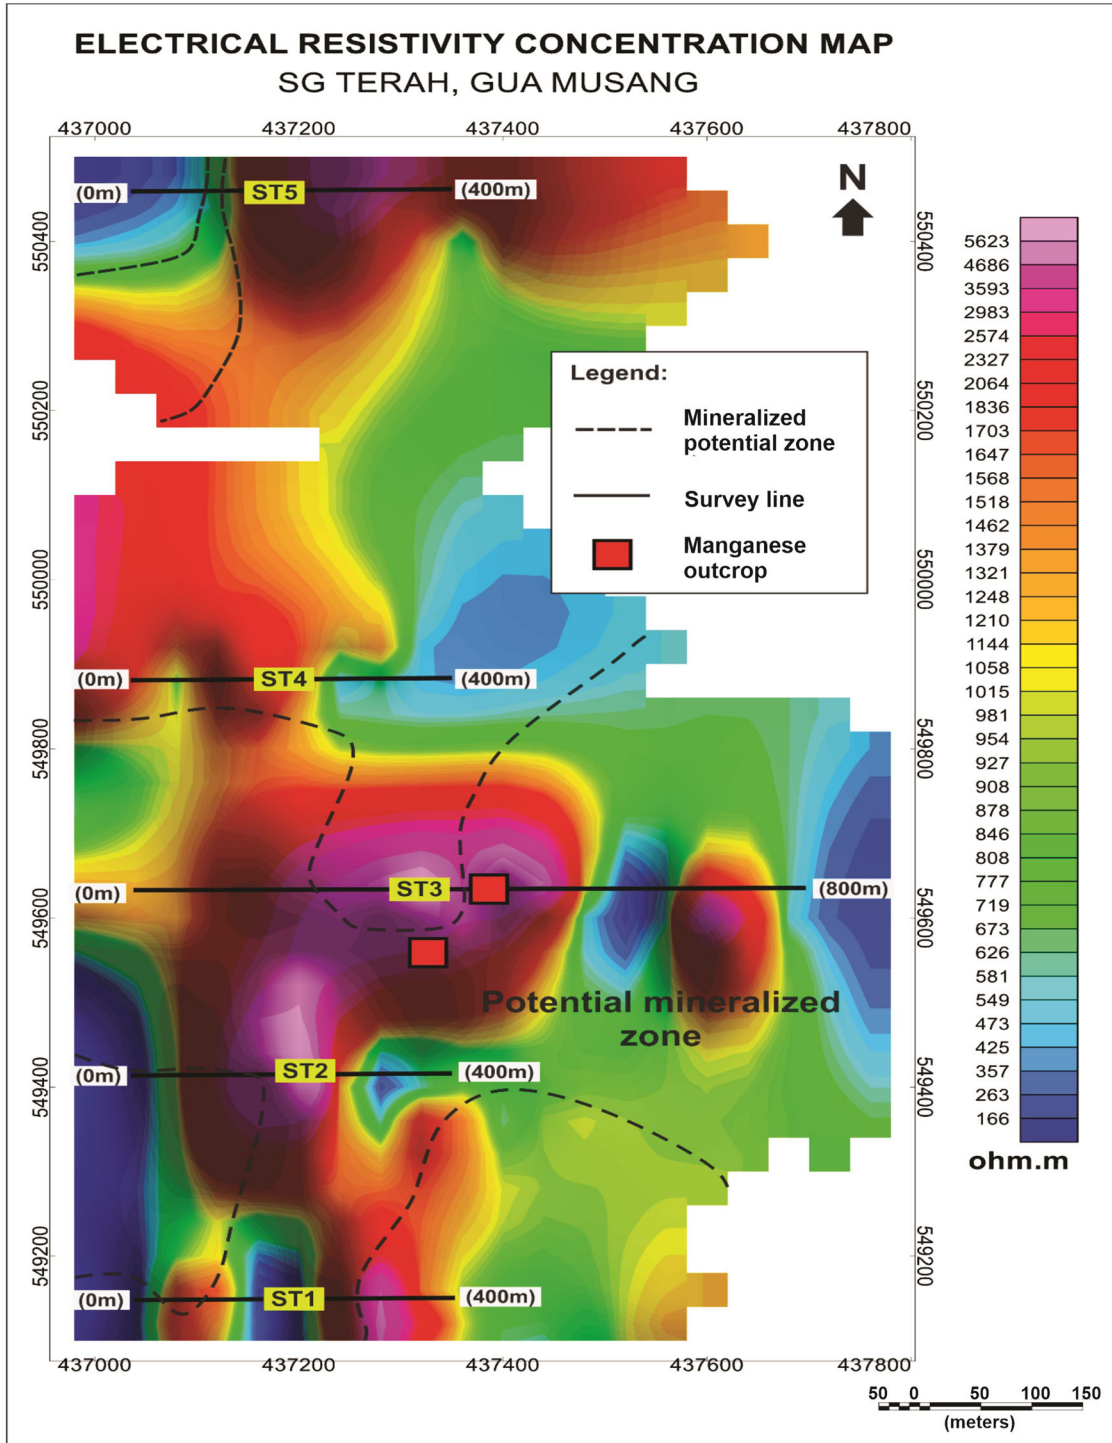 ELECTRICAL RESISTIVITY CONCENTRATION MAP
SG TERAH, GUA MUSANG
437000 437200 437400 437600 437800
N
(0m) ST5 (400m)
550400 550400
Legend:
Mineralized
potential zone
Survey line
Manganese
outcrop
550200 550200
550000 550000
(0m) ST4 (400m)
549800 549800
(0m) ST3 (800m)
549600 549600
Potential mineralized
zone
(0m) ST2 (400m)
549400 549400
549200 549200
(0m) ST1 (400m)
437000 437200 437400 437600 437800
5623
4686
3593
2983
2574
2327
2064
1836
1703
1647
1568
1518
1462
1379
1321
1248
1210
1144
1058
1015
981
954
927
908
878
846
808
777
719
673
626
581
549
473
425
357
263
166
ohm.m
50 0 50 100 150
(meters)